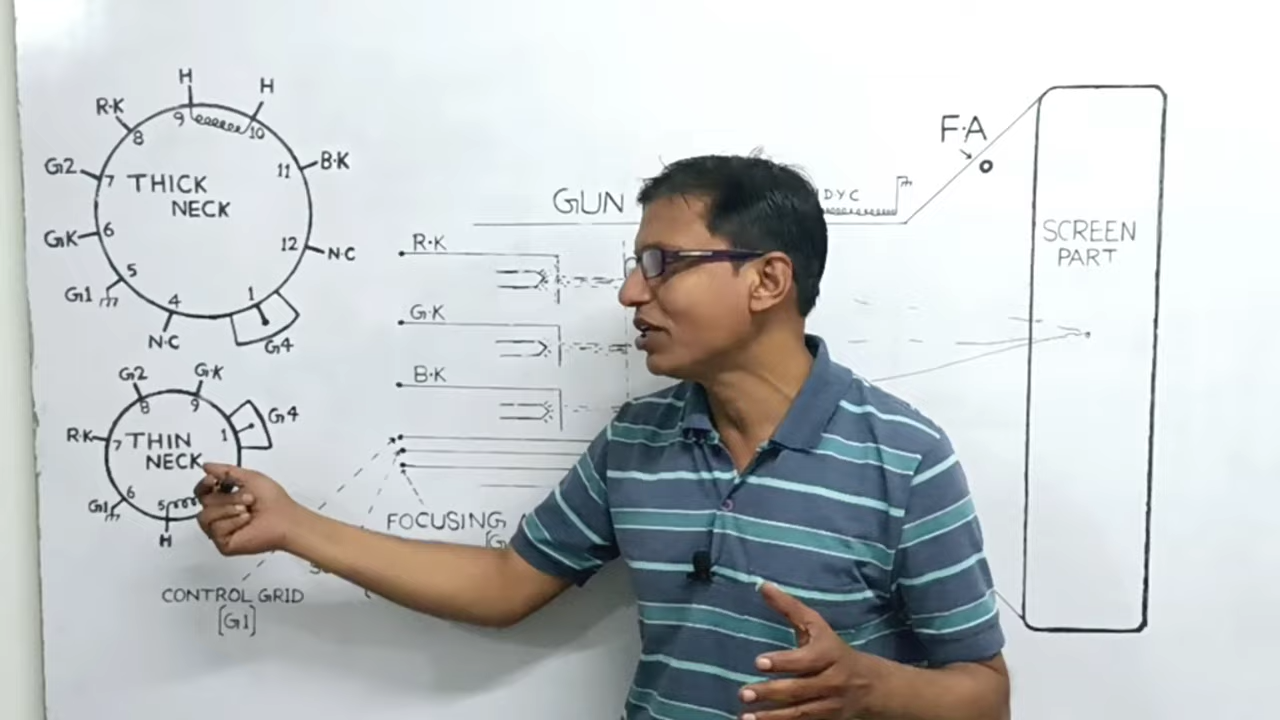 H
H
R·K
9
10
8
B·K
11
G2
7
THICK
NECK
GK
6
12
N·C
5
G1
4
1
N·C
G4
G2
G·K
8
9
G4
R·K
7
THIN
NECK
1
6
G1
5
H
CONTROL GRID
[G1]
GUN
DYC
F·A
R·K
G·K
B·K
FOCUSING
SCREEN
PART